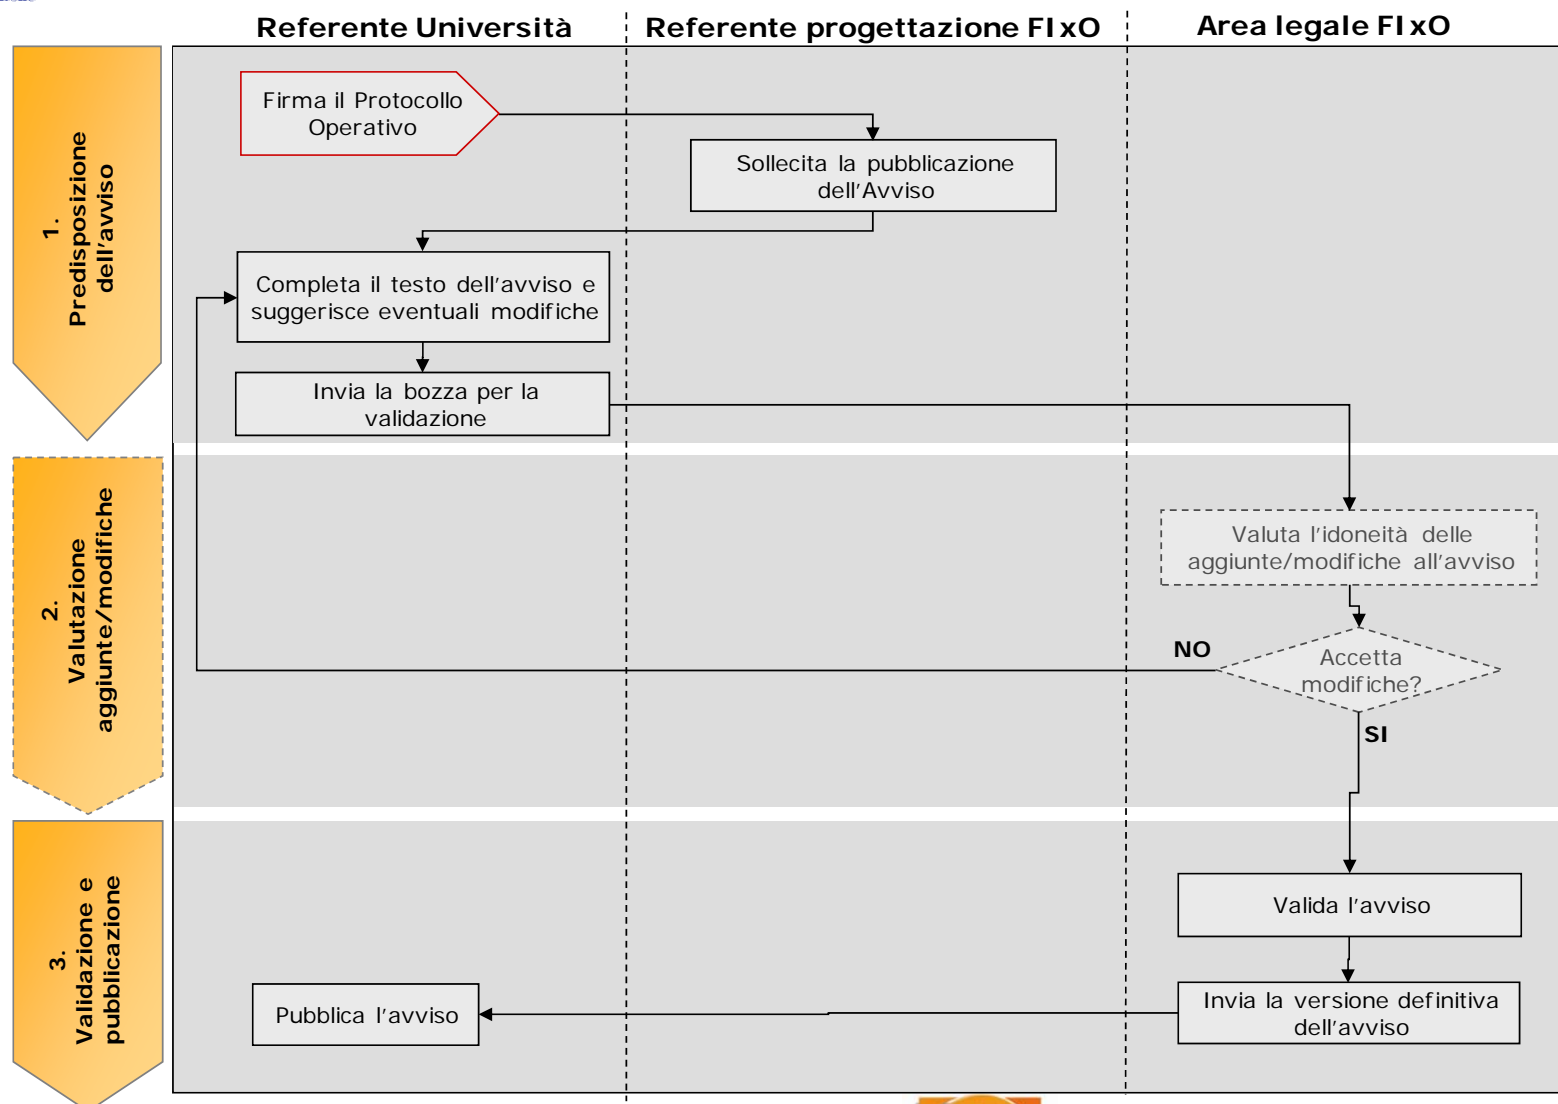 Referente Università
Referente progettazione FIxO
Area legale FIxO
1.
Predisposizione
dell'avviso
Firma il Protocollo
Operativo
Sollecita la pubblicazione
dell'Avviso
Completa il testo dell'avviso e
suggerisce eventuali modifiche
Invia la bozza per la
validazione
2.
Valutazione
aggiunte/modifiche
Valuta l'idoneità delle
aggiunte/modifiche all'avviso
NO
Accetta
modifiche?
SI
3.
Validazione e
pubblicazione
Valida l'avviso
Invia la versione definitiva
dell'avviso
Pubblica l'avviso